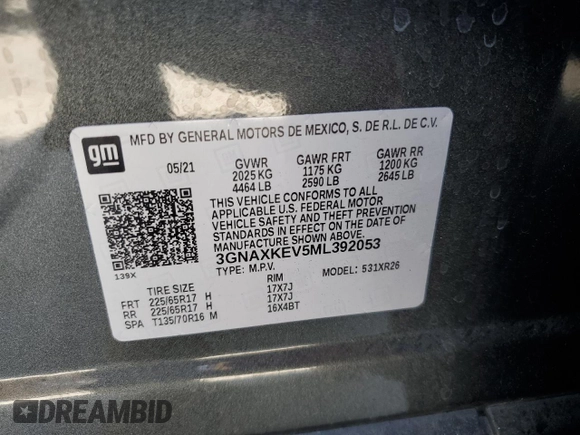 gm
MFD BY GENERAL MOTORS DE MEXICO, S. DE R.L. DE C.V.
05/21
GVWR GAWR FRT GAWR RR
2025 KG 1175 KG 1200 KG
4464 LB 2590 LB 2645 LB
THIS VEHICLE CONFORMS TO ALL
APPLICABLE U.S. FEDERAL MOTOR
VEHICLE SAFETY AND THEFT PREVENTION
STANDARDS IN EFFECT ON THE DATE OF
3GNAXKEV5ML392053
TYPE: M.P.V. MODEL: 531XR26
139X
TIRE SIZE RIM
FRT 225/65R17 H 17X7J
RR 225/65R17 H 17X7J
SPA T135/70R16 M 16X4BT
DREAMBID